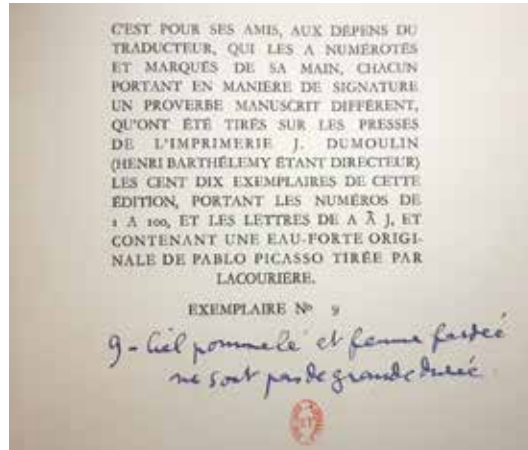 C'EST POUR SES AMIS, AUX DÉPENS DU
TRADUCTEUR, QUI LES A NUMÉROTÉS
ET MARQUÉS DE SA MAIN, CHACUN
PORTANT EN MANIÈRE DE SIGNATURE
UN PROVERBE MANUSCRIT DIFFÉRENT,
QU'ONT ÉTÉ TIRÉS SUR LES PRESSES
DE L'IMPRIMERIE J. DUMOULIN
(HENRI BARTHÉLEMY ÉTANT DIRECTEUR)
LES CENT DIX EXEMPLAIRES DE CETTE
ÉDITION, PORTANT LES NUMÉROS DE
1 A 100, ET LES LETTRES DE A À J, ET
CONTENANT UNE EAU-FORTE ORIGI-
NALE DE PABLO PICASSO TIRÉE PAR
LACOURIERE.
EXEMPLAIRE Nº 9
9 - Ciel pommelé et femme fardée
ne sont pas de grande durée